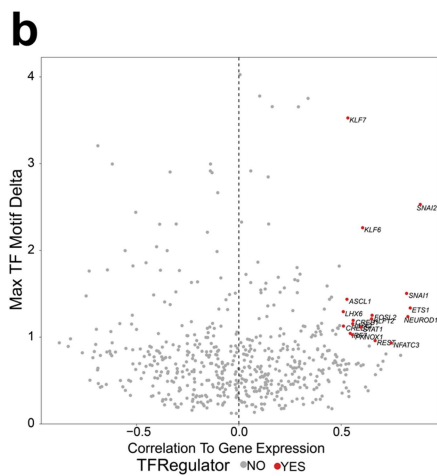 b
4
3
2
1
0
Max TF Motif Delta
KLF7
SNAI2
KLF6
SNAI1
ASCL1
ETS1
LHX6
NEUROD1
FOSL2
STAT1
REST
NFATC3
−0.5
0.0
0.5
Correlation To Gene Expression
TFRegulator NO YES